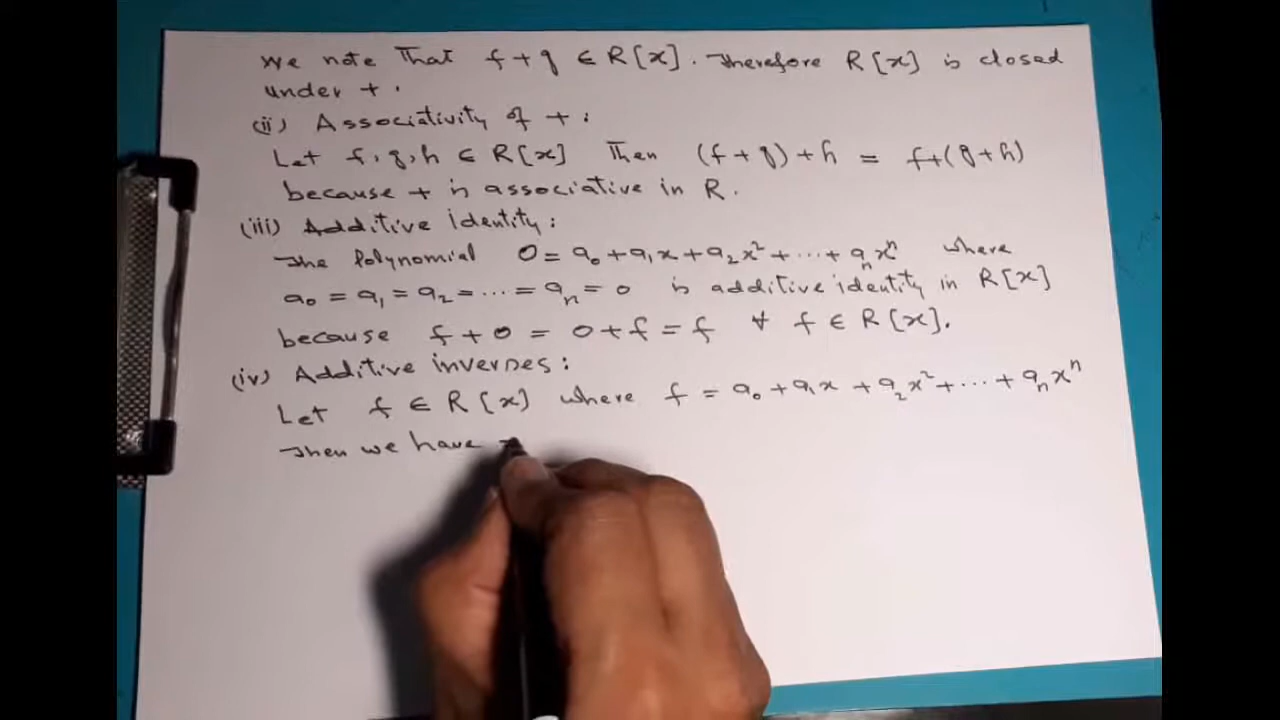 We note that f + g ∈ R[x]. Therefore R[x] is closed
under + .
(ii) Associativity of + :
Let f, g, h ∈ R[x] Then (f + g) + h = f + (g + h)
because + is associative in R.
(iii) Additive identity:
The polynomial 0 = a₀ + a₁x + a₂x² + ... + aₙxⁿ where
a₀ = a₁ = a₂ = ... = aₙ = 0 is additive identity in R[x]
because f + 0 = 0 + f = f ∀ f ∈ R[x].
(iv) Additive inverses:
Let f ∈ R[x] where f = a₀ + a₁x + a₂x² + ... + aₙxⁿ
Then we have